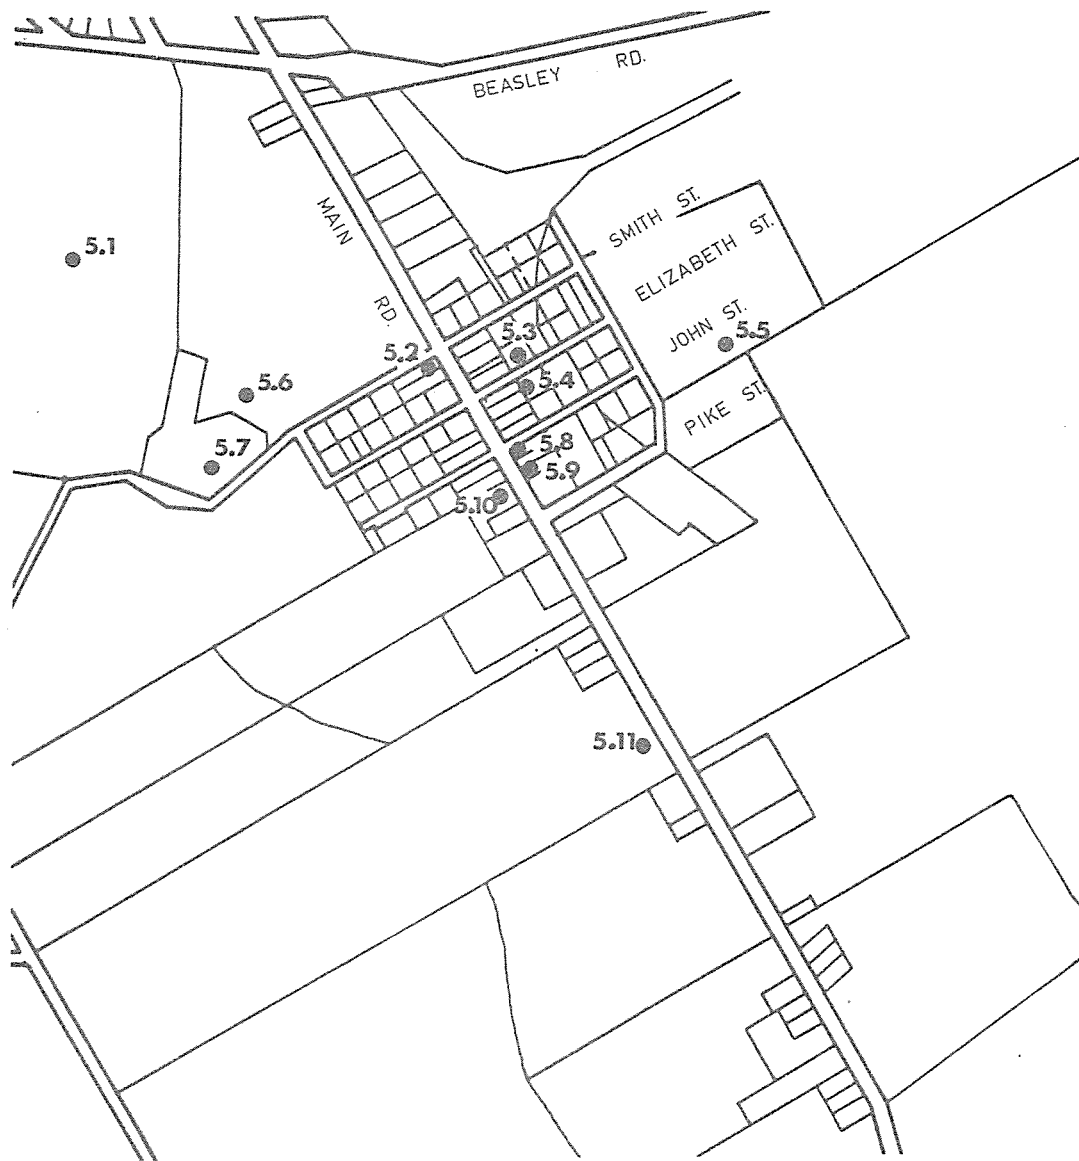 BEASLEY RD.
MAIN RD.
SMITH ST.
ELIZABETH ST.
JOHN ST.
PIKE ST.
5.1
5.2
5.3
5.4
5.5
5.6
5.7
5.8
5.9
5.10
5.11